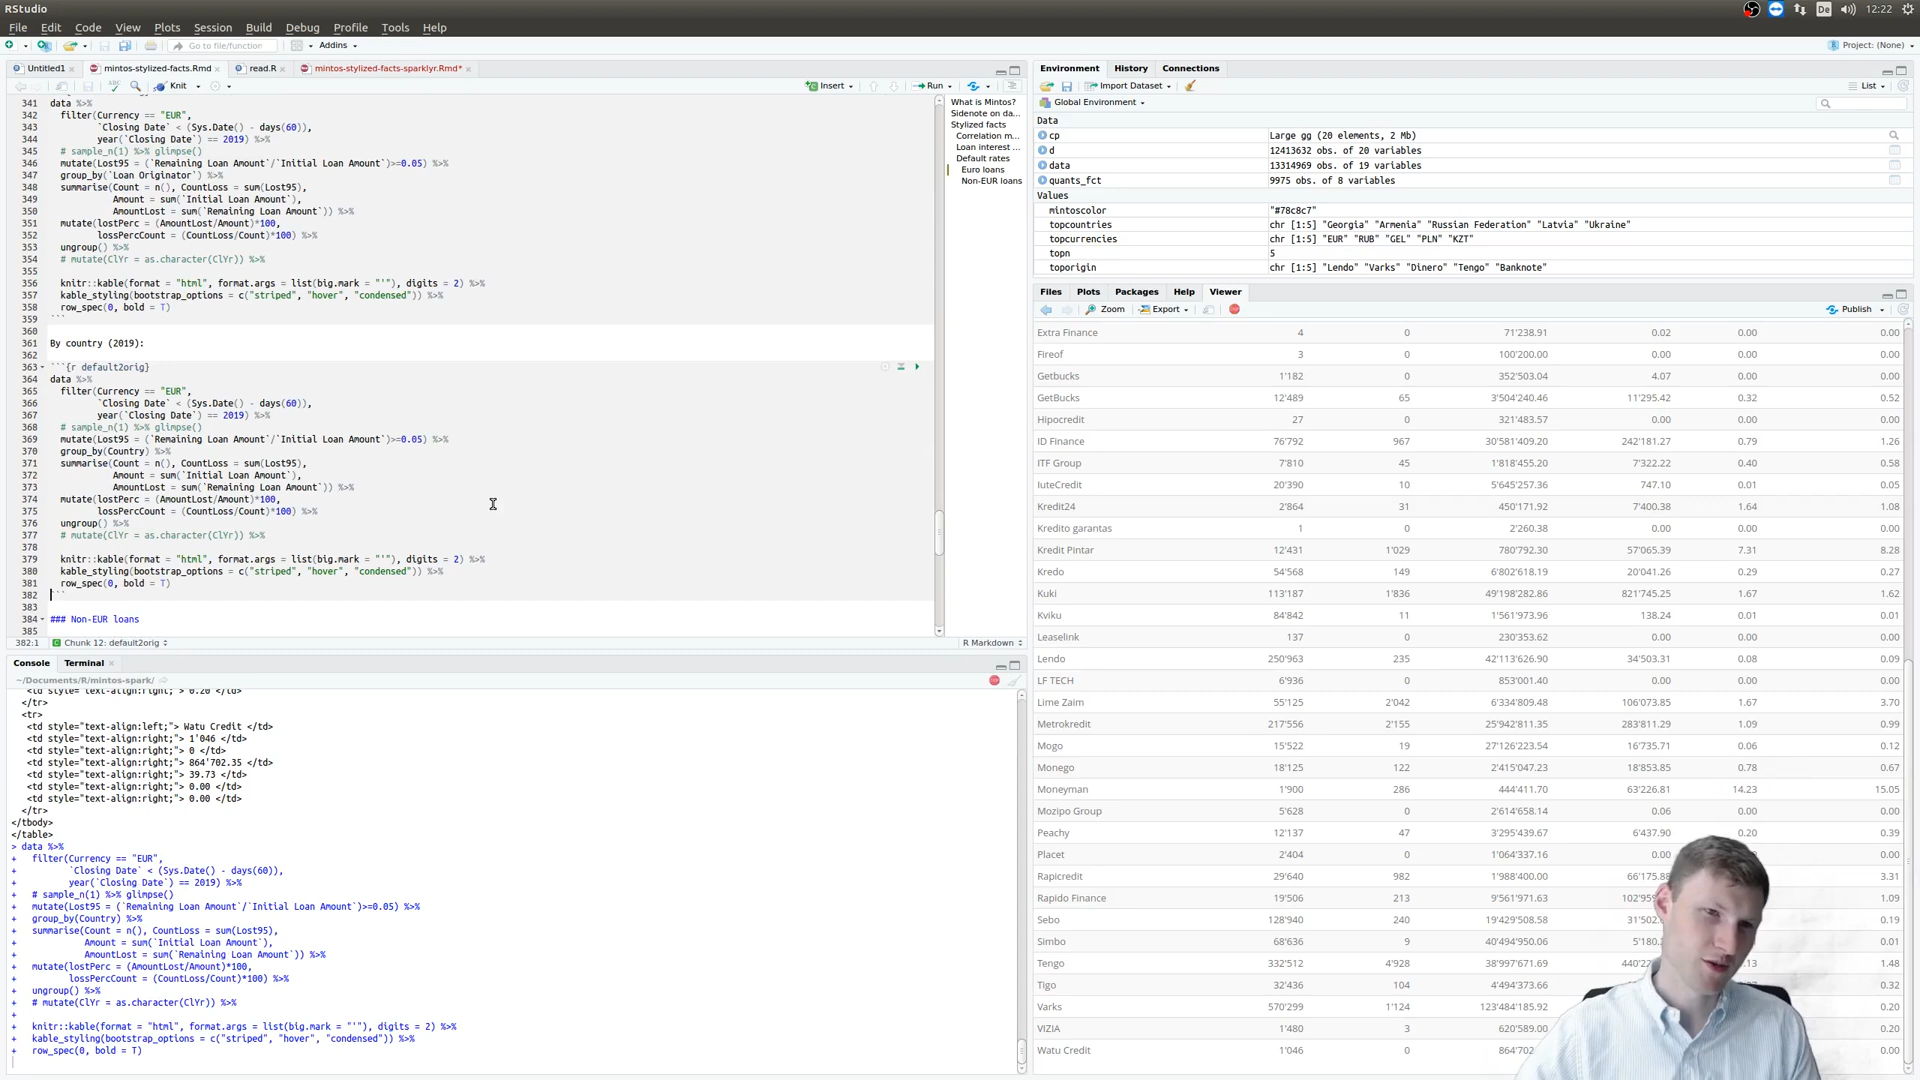 RStudio
De 12:22
File Edit Code View Plots Session Build Debug Profile Tools Help
Go to file/function Addins Project: (None)
Untitled1 mintos-stylized-facts.Rmd read.R mintos-stylized-facts-sparklyr.Rmd*
Knit Insert Run
341 data %>%
342 filter(Currency == "EUR",
343 `Closing Date` < (Sys.Date() - days(60)),
344 year(`Closing Date`) == 2019) %>%
345 # sample_n(1) %>% glimpse()
346 mutate(Lost95 = (`Remaining Loan Amount`/`Initial Loan Amount`)>=0.05) %>%
347 group_by(`Loan Originator`) %>%
348 summarise(Count = n(), CountLoss = sum(Lost95),
349 Amount = sum(`Initial Loan Amount`),
350 AmountLost = sum(`Remaining Loan Amount`)) %>%
351 mutate(lostPerc = (AmountLost/Amount)*100,
352 lossPercCount = (CountLoss/Count)*100) %>%
353 ungroup() %>%
354 # mutate(ClYr = as.character(ClYr)) %>%
355
356 knitr::kable(format = "html", format.args = list(big.mark = "'"), digits = 2) %>%
357 kable_styling(bootstrap_options = c("striped", "hover", "condensed")) %>%
358 row_spec(0, bold = T)
359 ```
360
361 By country (2019):
362
363 ```{r default2orig}
364 data %>%
365 filter(Currency == "EUR",
366 `Closing Date` < (Sys.Date() - days(60)),
367 year(`Closing Date`) == 2019) %>%
368 # sample_n(1) %>% glimpse()
369 mutate(Lost95 = (`Remaining Loan Amount`/`Initial Loan Amount`)>=0.05) %>%
370 group_by(Country) %>%
371 summarise(Count = n(), CountLoss = sum(Lost95),
372 Amount = sum(`Initial Loan Amount`),
373 AmountLost = sum(`Remaining Loan Amount`)) %>%
374 mutate(lostPerc = (AmountLost/Amount)*100,
375 lossPercCount = (CountLoss/Count)*100) %>%
376 ungroup() %>%
377 # mutate(ClYr = as.character(ClYr)) %>%
378
379 knitr::kable(format = "html", format.args = list(big.mark = "'"), digits = 2) %>%
380 kable_styling(bootstrap_options = c("striped", "hover", "condensed")) %>%
381 row_spec(0, bold = T)
382 ```
383
384 ### Non-EUR loans
385
382:1 Chunk 12: default2orig R Markdown
What is Mintos?
Sidenote on da...
Stylized facts
Correlation m...
Loan interest ...
Default rates
Euro loans
Non-EUR loans
Console Terminal
~/Documents/R/mintos-spark/
<td style="text-align:right;"> 0.20 </td>
</tr>
<tr>
<td style="text-align:left;"> Watu Credit </td>
<td style="text-align:right;"> 1'046 </td>
<td style="text-align:right;"> 0 </td>
<td style="text-align:right;"> 864'702.35 </td>
<td style="text-align:right;"> 39.73 </td>
<td style="text-align:right;"> 0.00 </td>
<td style="text-align:right;"> 0.00 </td>
</tr>
</tbody>
</table>
> data %>%
+ filter(Currency == "EUR",
+ `Closing Date` < (Sys.Date() - days(60)),
+ year(`Closing Date`) == 2019) %>%
+ # sample_n(1) %>% glimpse()
+ mutate(Lost95 = (`Remaining Loan Amount`/`Initial Loan Amount`)>=0.05) %>%
+ group_by(Country) %>%
+ summarise(Count = n(), CountLoss = sum(Lost95),
+ Amount = sum(`Initial Loan Amount`),
+ AmountLost = sum(`Remaining Loan Amount`)) %>%
+ mutate(lostPerc = (AmountLost/Amount)*100,
+ lossPercCount = (CountLoss/Count)*100) %>%
+ ungroup() %>%
+ # mutate(ClYr = as.character(ClYr)) %>%
+
+ knitr::kable(format = "html", format.args = list(big.mark = "'"), digits = 2) %>%
+ kable_styling(bootstrap_options = c("striped", "hover", "condensed")) %>%
+ row_spec(0, bold = T)
Environment History Connections
Import Dataset List
Global Environment
Data
cp Large gg (20 elements, 2 Mb)
d 12413632 obs. of 20 variables
data 13314969 obs. of 19 variables
quants_fct 9975 obs. of 8 variables
Values
mintoscolor "#78c8c7"
topcountries chr [1:5] "Georgia" "Armenia" "Russian Federation" "Latvia" "Ukraine"
topcurrencies chr [1:5] "EUR" "RUB" "GEL" "PLN" "KZT"
topn 5
toporigin chr [1:5] "Lendo" "Varks" "Dinero" "Tengo" "Banknote"
Files Plots Packages Help Viewer
Zoom Export Publish
Extra Finance 4 0 71'238.91 0.02 0.00 0.00
Fireof 3 0 100'200.00 0.00 0.00 0.00
Getbucks 1'182 0 352'503.04 4.07 0.00 0.00
GetBucks 12'489 65 3'504'240.46 11'295.42 0.32 0.52
Hipocredit 27 0 321'483.57 0.00 0.00 0.00
ID Finance 76'792 967 30'581'409.20 242'181.27 0.79 1.26
ITF Group 7'810 45 1'818'455.20 7'322.22 0.40 0.58
IuteCredit 20'390 10 5'645'257.36 747.10 0.01 0.05
Kredit24 2'864 31 450'171.92 7'400.38 1.64 1.08
Kredito garantas 1 0 2'260.38 0.00 0.00 0.00
Kredit Pintar 12'431 1'029 780'792.30 57'065.39 7.31 8.28
Kredo 54'568 149 6'802'618.19 20'041.26 0.29 0.27
Kuki 113'187 1'836 49'198'282.86 821'745.25 1.67 1.62
Kviku 84'842 11 1'561'973.96 138.24 0.01 0.01
Leaselink 137 0 230'353.62 0.00 0.00 0.00
Lendo 250'963 235 42'113'626.90 34'503.31 0.08 0.09
LF TECH 6'936 0 853'001.40 0.00 0.00 0.00
Lime Zaim 55'125 2'042 6'334'809.48 106'073.85 1.67 3.70
Metrokredit 217'556 2'155 25'942'811.35 283'811.29 1.09 0.99
Mogo 15'522 19 27'126'223.54 16'735.71 0.06 0.12
Monego 18'125 122 2'415'047.23 18'853.85 0.78 0.67
Moneyman 1'900 286 444'411.70 63'226.81 14.23 15.05
Mozipo Group 5'628 0 2'614'658.14 0.06 0.00 0.00
Peachy 12'137 47 3'295'439.67 6'437.90 0.20 0.39
Placet 2'404 0 1'064'337.16 0.00 0.00
Rapicredit 29'640 982 1'988'400.00 66'175.88 3.31
Rapido Finance 19'506 213 9'561'971.63 1.09
Sebo 128'940 240 19'429'508.58 0.19
Simbo 68'636 9 40'494'950.06 0.01
Tengo 332'512 4'928 38'997'671.69 1.48
Tigo 32'436 104 4'494'373.66 0.32
Varks 570'299 1'124 123'484'185.92 0.20
VIZIA 1'480 3 620'589.00 0.20
Watu Credit 1'046 0 864'702 0.00